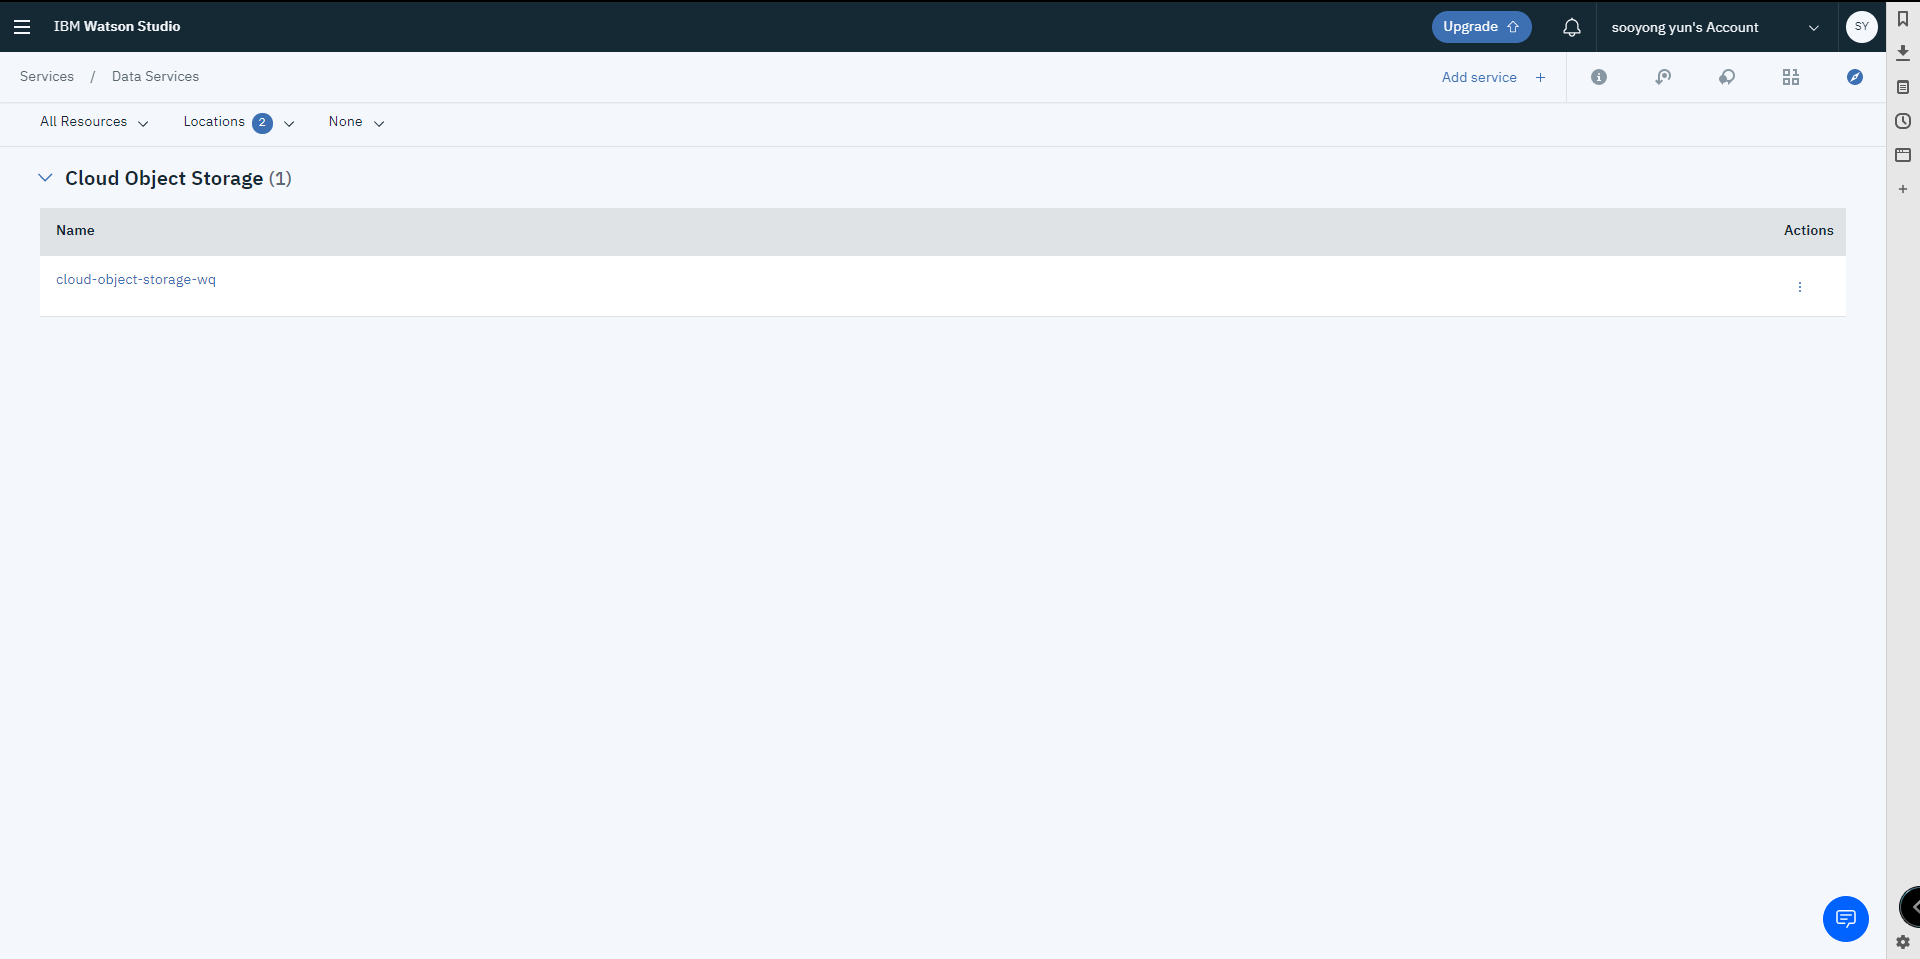 IBM Watson Studio
Upgrade
sooyong yun's Account
SY
Services / Data Services
Add service +
All Resources
Locations 2
None
Cloud Object Storage (1)
Name
Actions
cloud-object-storage-wq